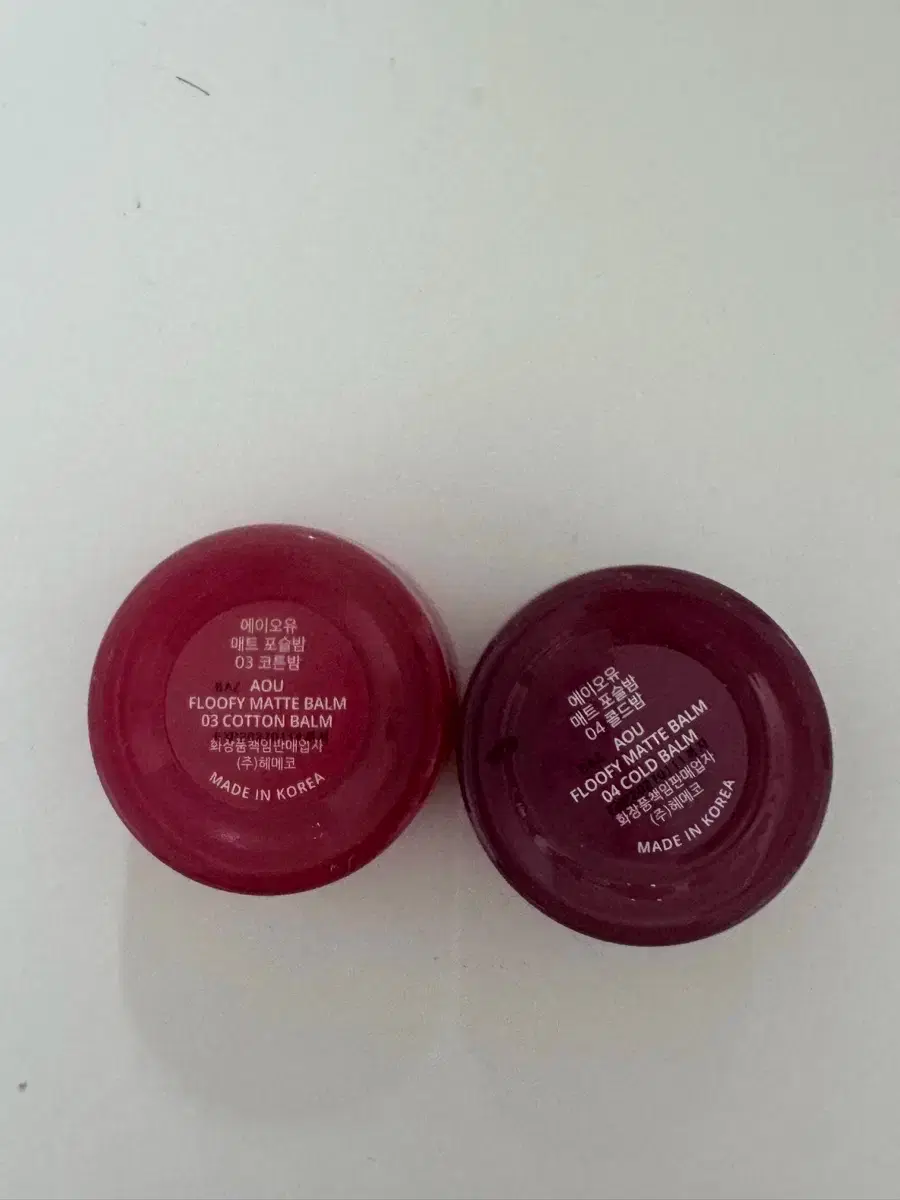 에이오유
매트 포슬밤
03 코튼밤
AOU
FLOOFY MATTE BALM
03 COTTON BALM
화장품책임판매업자
(주)헤메코
MADE IN KOREA
에이오유
매트 포슬밤
04 콜드밤
AOU
FLOOFY MATTE BALM
04 COLD BALM
화장품책임판매업자
(주)헤메코
MADE IN KOREA